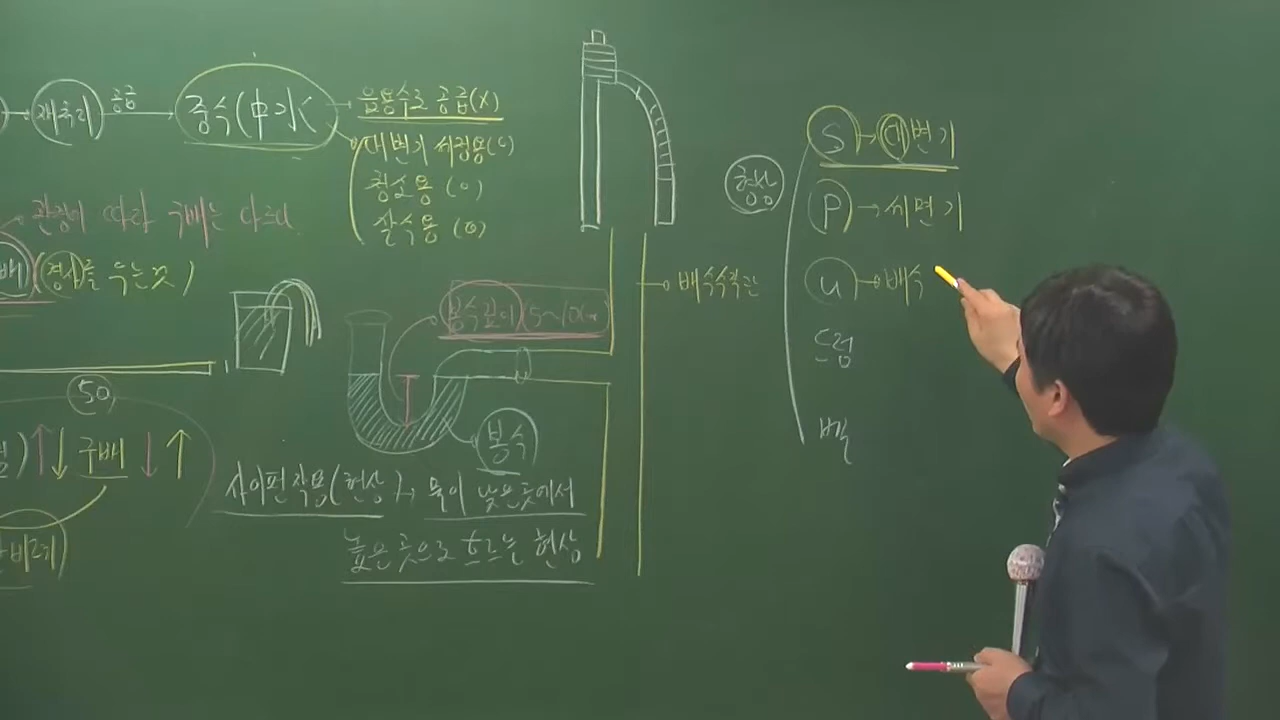 재처리 공급 중수(中水
음용수로 공급(X)
대변기 세정용(○)
청소용 (○)
살수용 (○)
관경에 따라 구배는 다르다
배 (경사를 두는 것)
봉수깊이 (5~10cm)
50
구배
봉수
사이펀작용(현상) → 물이 낮은곳에서
높은 곳으로 흐르는 현상
비례
배수수직관
형상
S → 대변기
P → 세면기
u → 배수
드럼
벨